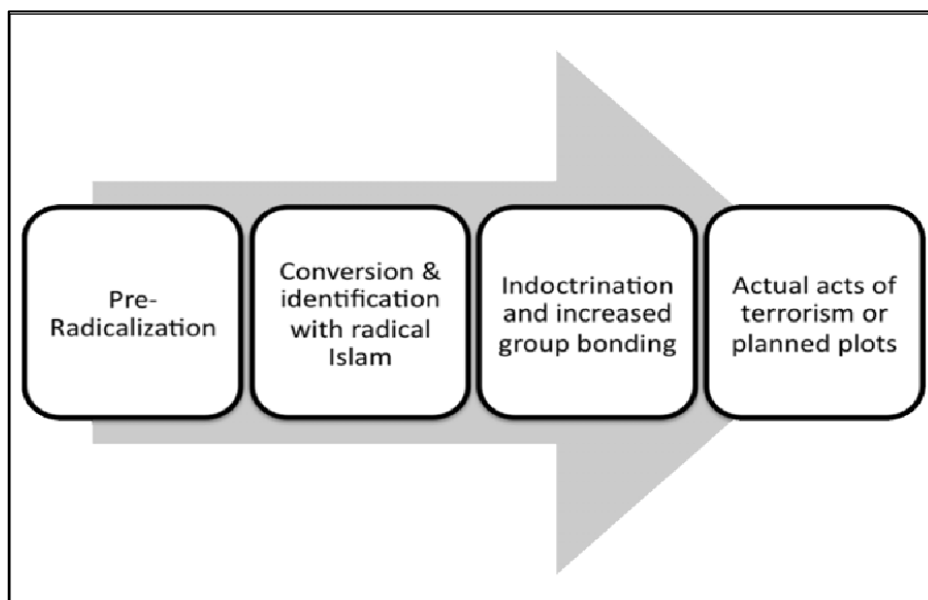 Pre-
Radicalization
Conversion &
identification
with radical
Islam
Indoctrination
and increased
group bonding
Actual acts of
terrorism or
planned plots